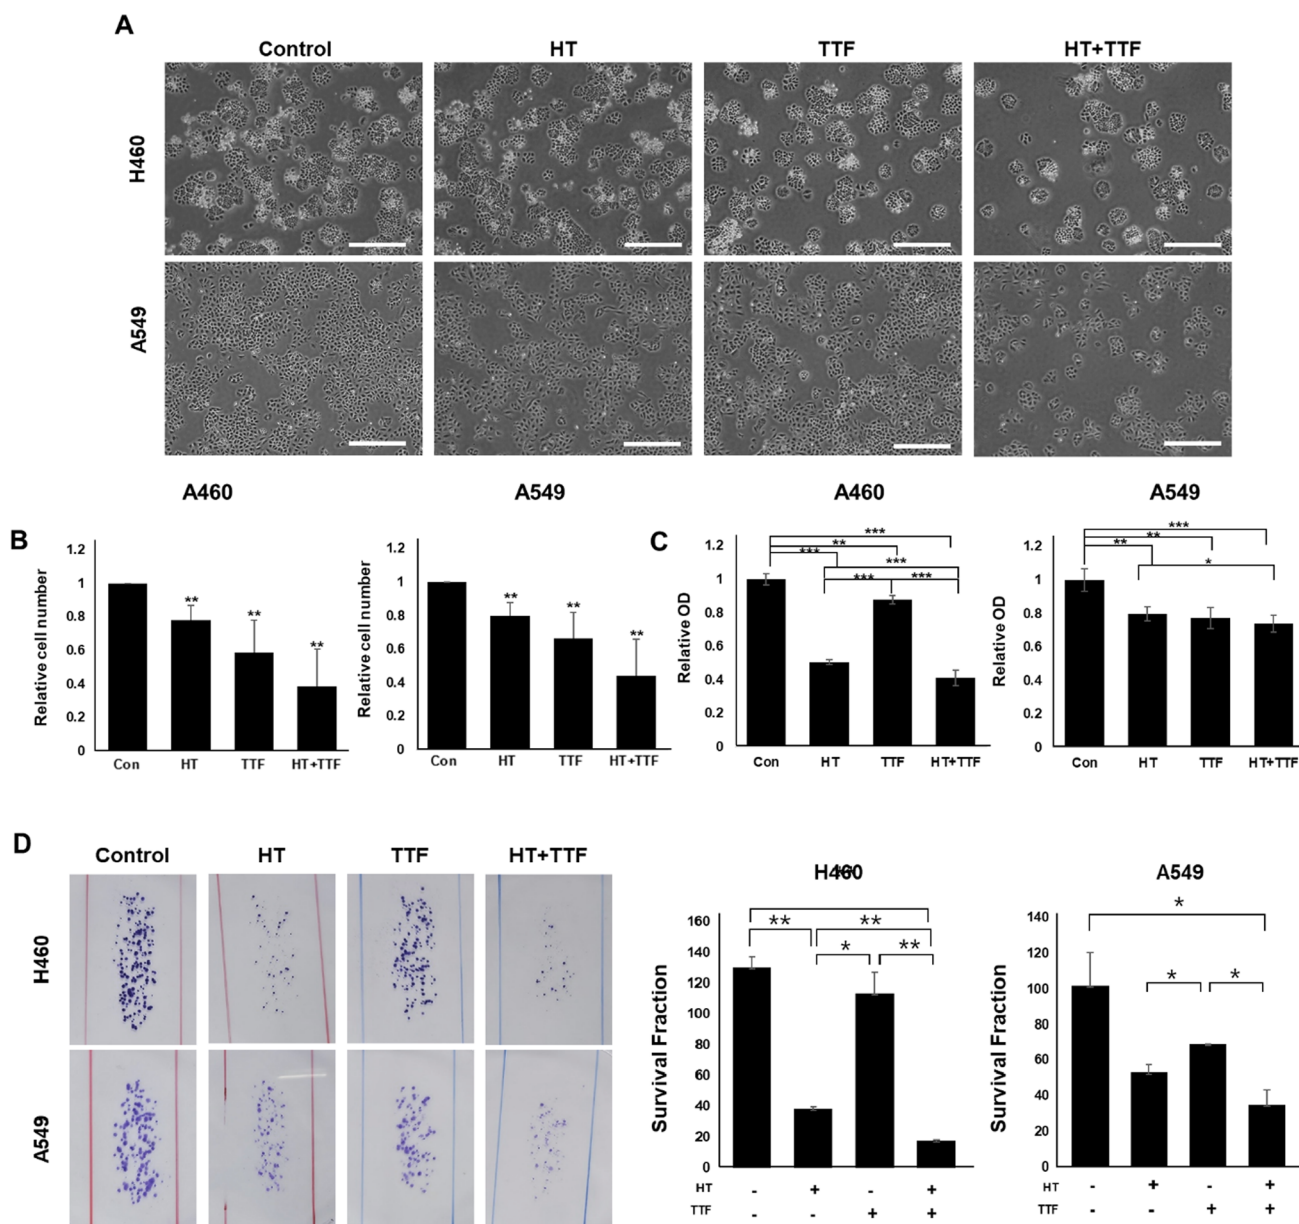 A
Control HT TTF HT+TTF
H460
A549
A460 A549 A460 A549
B
Relative cell number
1.2
1
0.8
0.6
0.4
0.2
0
**
**
**
Con HT TTF HT+TTF
Relative cell number
1.2
1
0.8
0.6
0.4
0.2
0
**
**
**
Con HT TTF HT+TTF
C
Relative OD
1.2
1
0.8
0.6
0.4
0.2
0
***
**
***
***
*** ***
Con HT TTF HT+TTF
Relative OD
1.2
1
0.8
0.6
0.4
0.2
0
***
**
**
*
Con HT TTF HT+TTF
D
Control HT TTF HT+TTF
H460
A549
H460
**
Survival Fraction
160
140
120
100
80
60
40
20
0
** **
* **
HT - + - +
TTF - - + +
A549
Survival Fraction
140
120
100
80
60
40
20
0
*
* *
HT - + - +
TTF - - + +